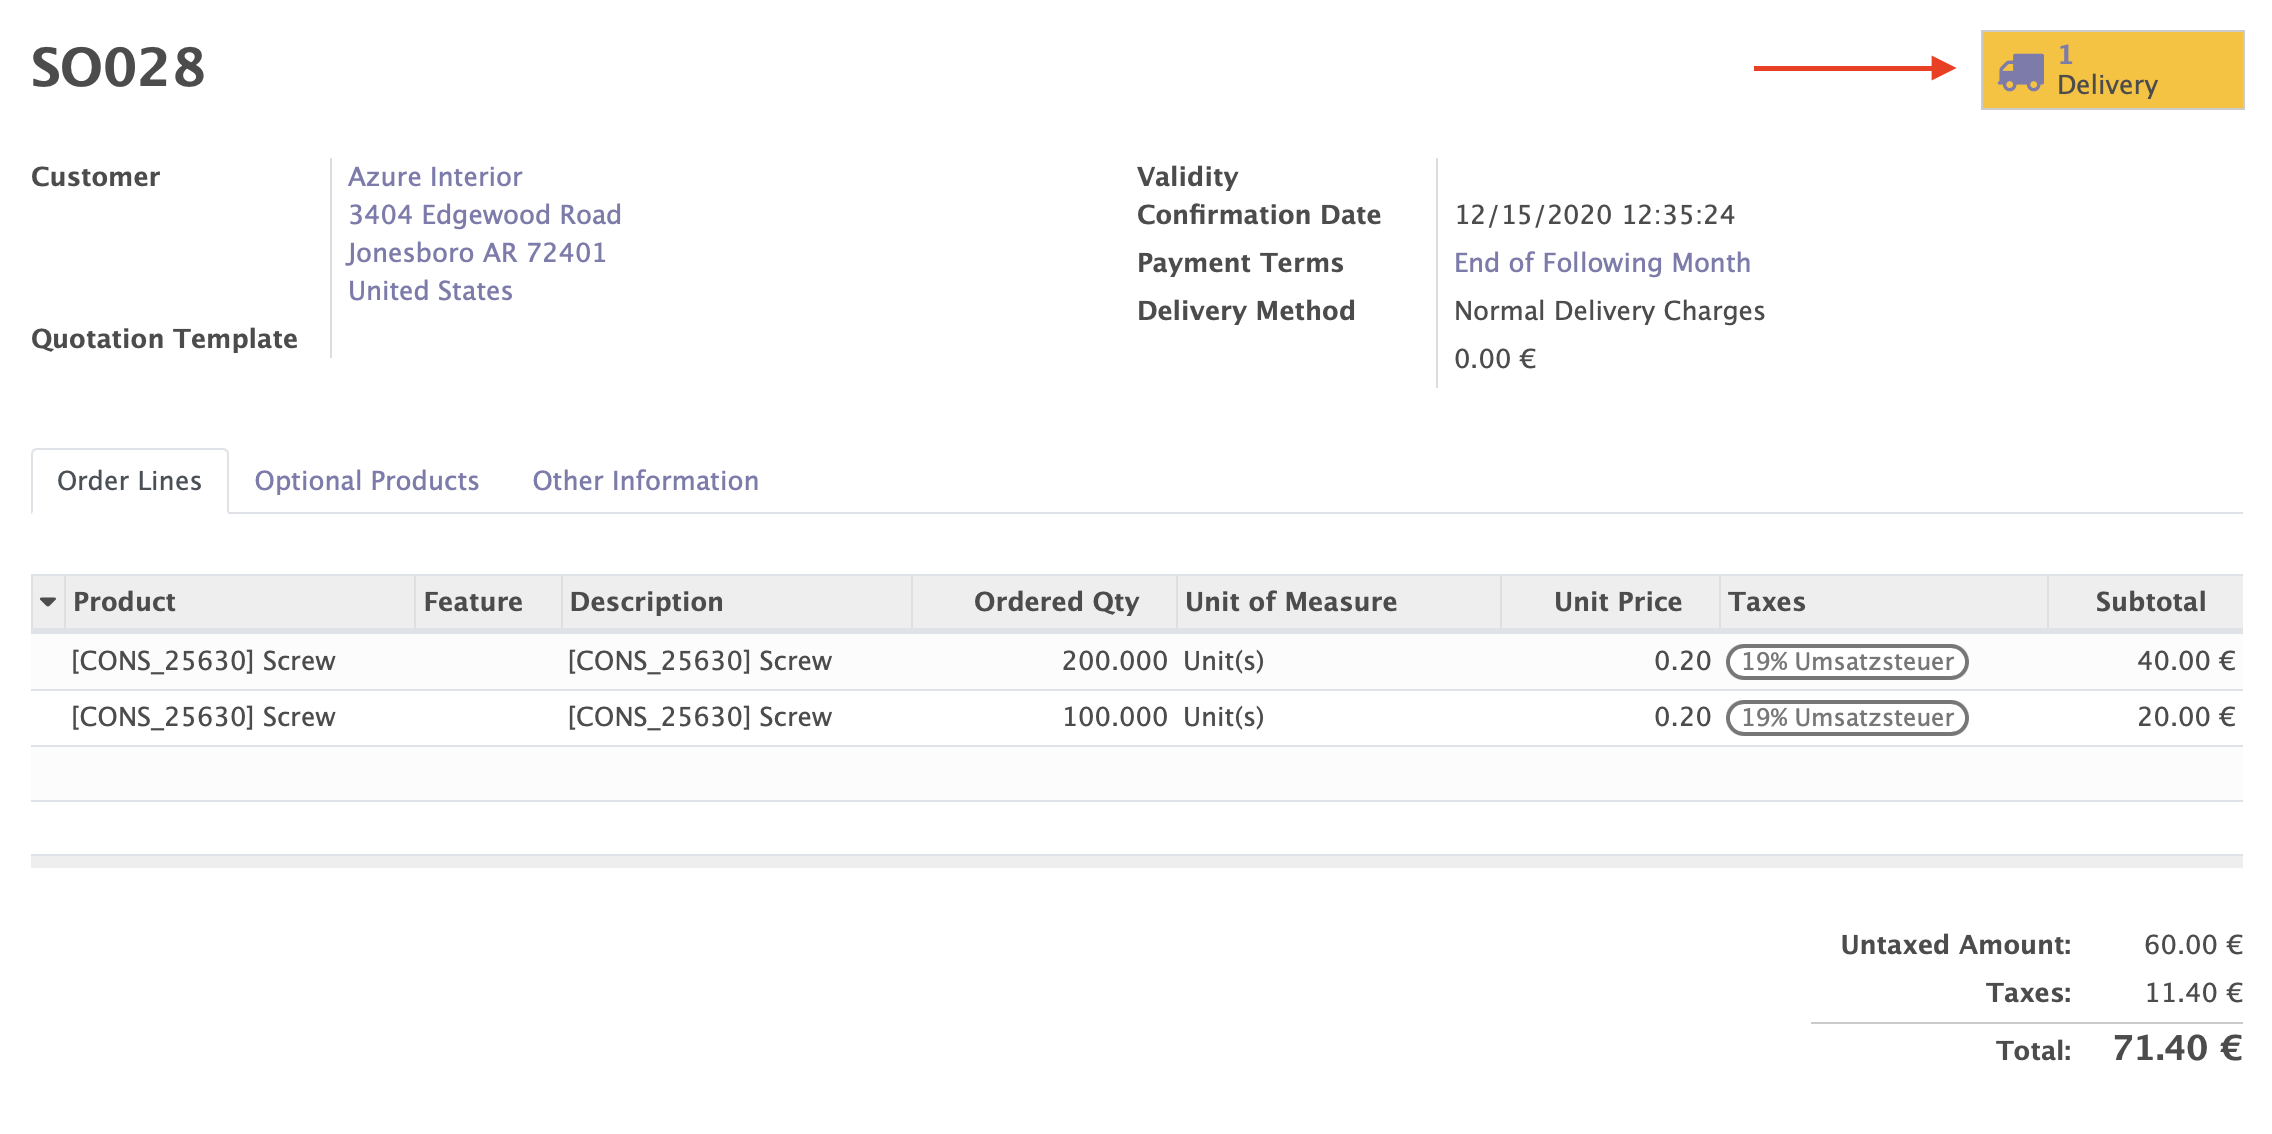 SO028
1
Delivery
Customer
Azure Interior
3404 Edgewood Road
Jonesboro AR 72401
United States
Quotation Template
Validity
Confirmation Date 12/15/2020 12:35:24
Payment Terms End of Following Month
Delivery Method Normal Delivery Charges
0.00 €
Order Lines Optional Products Other Information
Product Feature Description Ordered Qty Unit of Measure Unit Price Taxes Subtotal
[CONS_25630] Screw [CONS_25630] Screw 200.000 Unit(s) 0.20 19% Umsatzsteuer 40.00 €
[CONS_25630] Screw [CONS_25630] Screw 100.000 Unit(s) 0.20 19% Umsatzsteuer 20.00 €
Untaxed Amount: 60.00 €
Taxes: 11.40 €
Total: 71.40 €